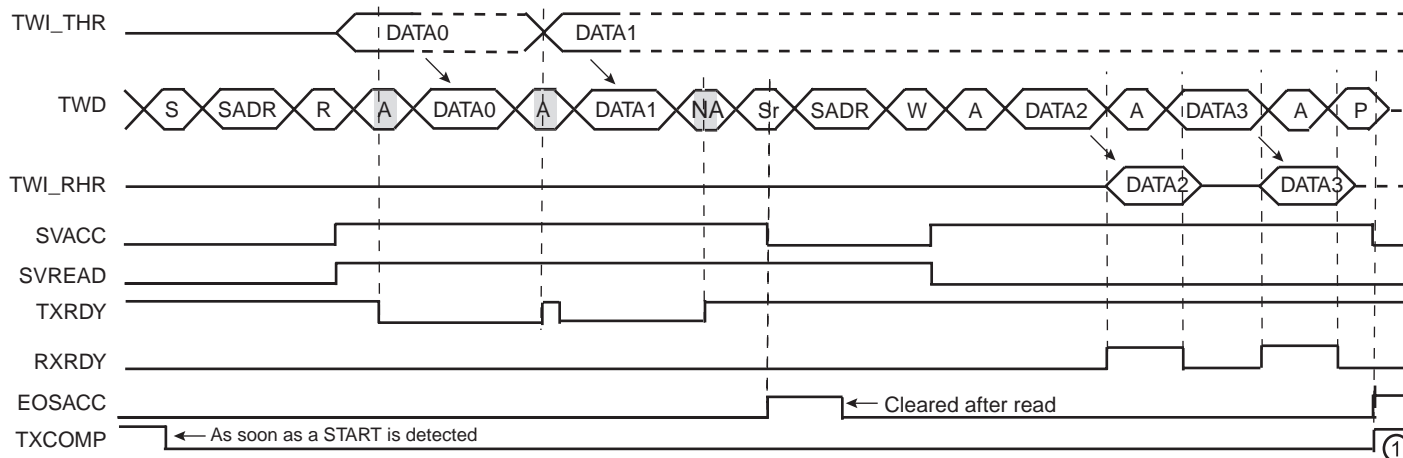 TWI_THR DATA0 DATA1
TWD S SADR R A DATA0 A DATA1 NA Sr SADR W A DATA2 A DATA3 A P
TWI_RHR DATA2 DATA3
SVACC
SVREAD
TXRDY
RXRDY
EOSACC Cleared after read
TXCOMP As soon as a START is detected 1